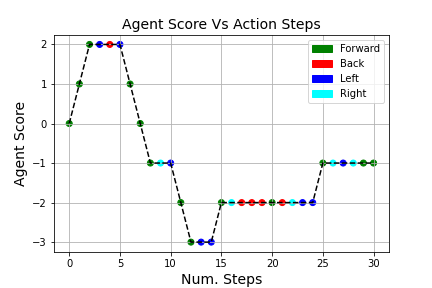 Agent Score Vs Action Steps
Agent Score
2
1
0
−1
−2
−3
Forward
Back
Left
Right
0 5 10 15 20 25 30
Num. Steps